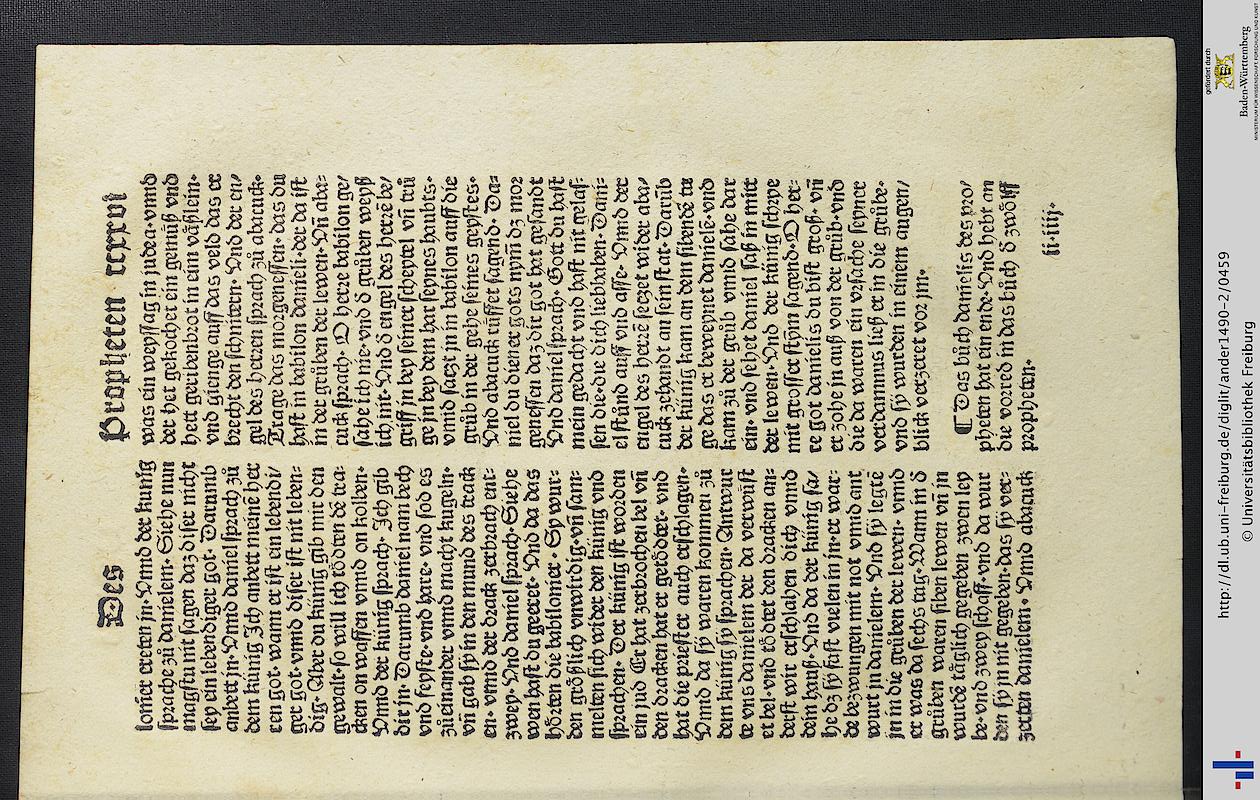 Des
lonier ereten jn· Vnnd der kunig
sprache zů danielem· Siehe nun
magstu nit sagen daz diser nicht
sey en lebendiger got· Darumb
anbett jn· Vnnd daniel sprach zů
dem künig Ich anbett meinē her
ren got wann er ist ein lebendi/
ger got vnnd diser ist nit leben-
dig· Aber du künig gib mir den
gewalt· so will ich tödten dē tra-
cken on waffen vnd on kolben·
Vnnd der künig sprach· Ich gib
dir jn· Darumb daniel nam bech
vnd feyste· vnd hare· vnd sod es
zů einander vnnd macht kugeln·
vñ gab sy in den mund des track
en· vnnd der drack zerbrach ent-
zwey· Vnd daniel sprach· Siehe
wen hast du geeret· Vnd da das
hörten die babilonier· Sy wur-
den größlich vnwirdig· vñ sam-
melten sich wider den künig vnd
sprachen· Der künig ist worden
ein jud Er hat zerbrochen bel vñ
den dracken hat er getödtet· vnd
hat die priester auch erschlagen·
Vnnd da sy waren kommen zů
dem künig sy sprachen· Antwurt
te vns danielen der da verwüst
et bel· vnd tödtet den dracken an-
derst wir erschlahen dich vnnd
dein hauß· Vnd da der künig sa/
he dz sy fast vielen in jn· er war-
de bezwungen mit not vnnd ant
wurt jn danielem· Vnd sy legtē
jn in die grůben der lewen· vnnd
er was da sechs tag· Wann in d
grůben waren siben lewen vñ jn
wurdē täglich gegeben zwen ley
be· vnd zwey schaff· vnd da wur
den sy jn nit gegeben· das sy ver-
zerten danielen· Vnnd abacuck
Propheten cccxvi
was ein weyssag in judea· vnnd
der het gekochet ein gemüß vnd
hett geribenbrot in ein väßlein·
vnd gienge auff das veld das er
brecht den schnitern· Vnd der en/
gel des herren sprach zů abacuck·
Trage das morgenessen· das du
hast in babilon danieli· der da ist
in der grůben der lewen· Vñ aba-
cuck sprach· O herre babilon ge/
sahe ich nie· vnd d grůben weyß
ich nit· Vnd d engel des herrē be/
griff jn bey seiner scheytel vñ trů
ge jn bey dem har seynes haubts·
vnnd saczt jn in babilon auff die
grůb in der gehe seines geystes·
Vnd abacuck růffet sagend· Da-
niel du diener gots nym̄ dz mor
genessen daz dir got hat gesandt
Vnd daniel sprach· Gott du hast
mein gedacht vnd hast nit gelas-
sen die· die dich liebhaben· Dani-
el stůnd auff vnd asse· Vnnd der
engel des herrē seczet wider aba/
cuck zehandt an sein stat· Darüb
der künig kam an dem sibendē ta
ge das er beweynet danielē· vnd
kam zů der grůb vnnd sahe dar
ein· vnd sehet daniel saß in mitt
der lewen· Vnd der künig schrye
mit grosser stymm sagend· O her-
re got danielis du bist groß· vñ
er zohe jn auß von der grůb· vnd
die da waren ein vrsache seyner
verdamnus ließ er in die grůbe·
vnd sy wurden in einem augen/
blick verzeret vor jm·
¶ Das bůch danielis des pro/
pheten hat ein ende· Vnd hebt an
die vorred in das bůch d zwölff
propheten·
ll·iiij·
http://dl.ub.uni-freiburg.de/diglit/ander1490-2/0459
© Universitätsbibliothek Freiburg
gefördert durch
Baden-Württemberg
MINISTERIUM FÜR WISSENSCHAFT, FORSCHUNG UND KUNST